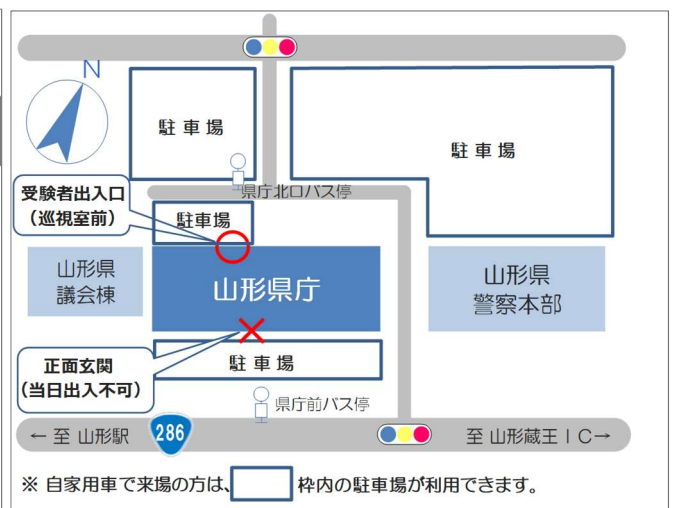 N
駐車場
駐車場
県庁北口バス停
受験者出入口
（巡視室前）
駐車場
山形県
議会棟
山形県庁
山形県
警察本部
正面玄関
（当日出入不可）
駐車場
県庁前バス停
← 至 山形駅
286
至 山形蔵王ＩＣ→
※ 自家用車で来場の方は、 枠内の駐車場が利用できます。